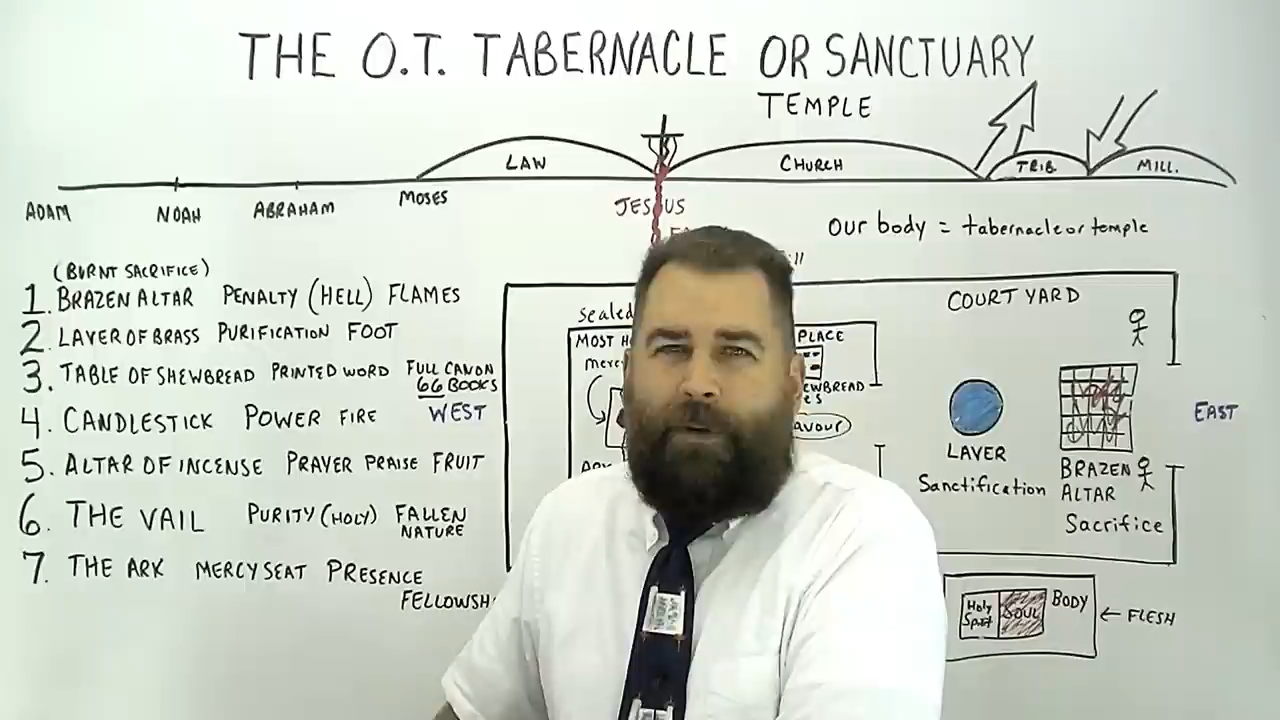 THE O.T. TABERNACLE OR SANCTUARY
TEMPLE
LAW
CHURCH
TRIB
MILL.
ADAM
NOAH
ABRAHAM
MOSES
JESUS
Our body = tabernacle or temple
(BURNT SACRIFICE)
1. BRAZEN ALTAR PENALTY (HELL) FLAMES
2. LAVER OF BRASS PURIFICATION FOOT
3. TABLE OF SHEWBREAD PRINTED WORD FULL CANON
66 BOOKS
4. CANDLESTICK POWER FIRE
WEST
5. ALTAR OF INCENSE PRAYER PRAISE FRUIT
6. THE VAIL PURITY (HOLY) FALLEN
NATURE
7. THE ARK MERCY SEAT PRESENCE
FELLOWSH
sealed
MOST H
merc
PLACE
EWBREAD
avour
COURT YARD
LAVER
Sanctification
BRAZEN
ALTAR
Sacrifice
EAST
Holy
Spirit
SOUL
BODY
← FLESH